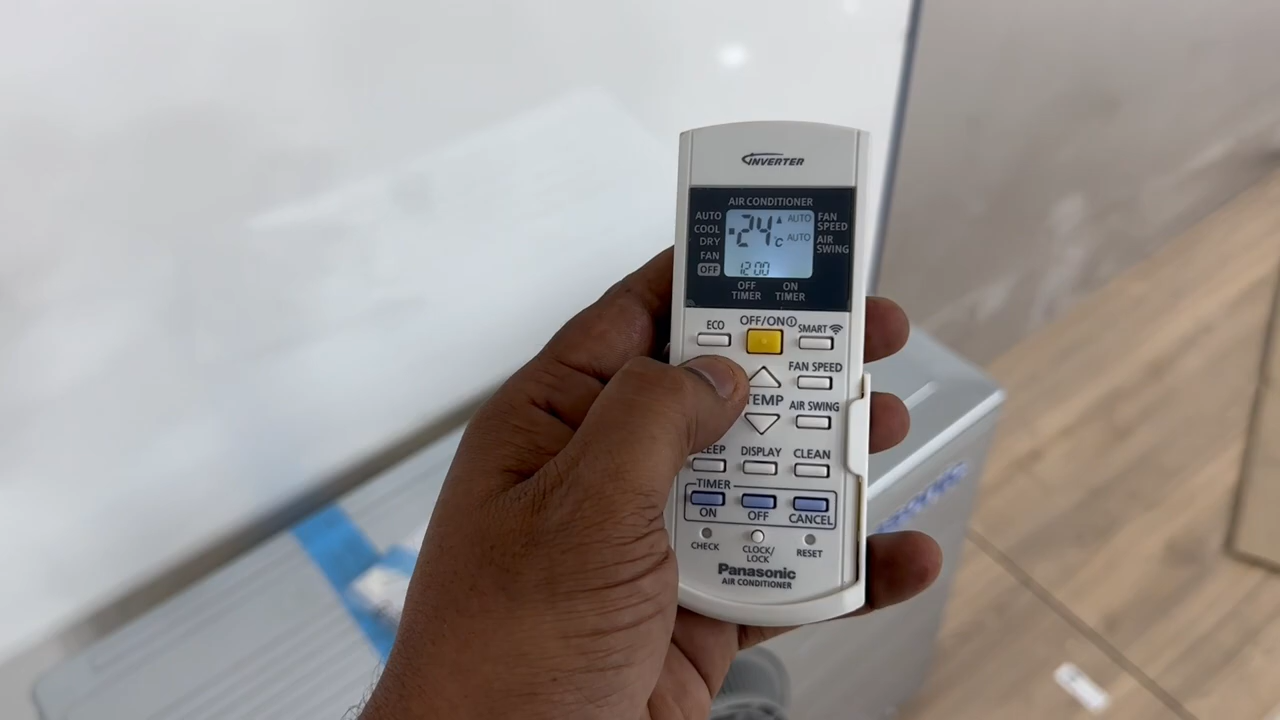 INVERTER
AIR CONDITIONER
AUTO
COOL
DRY
FAN
OFF
24°C
AUTO
AUTO
12:00
FAN SPEED
AIR SWING
OFF TIMER
ON TIMER
ECO
OFF/ON
SMART
FAN SPEED
TEMP
AIR SWING
DISPLAY
CLEAN
TIMER
ON
OFF
CANCEL
CHECK
CLOCK/
LOCK
RESET
Panasonic
AIR CONDITIONER